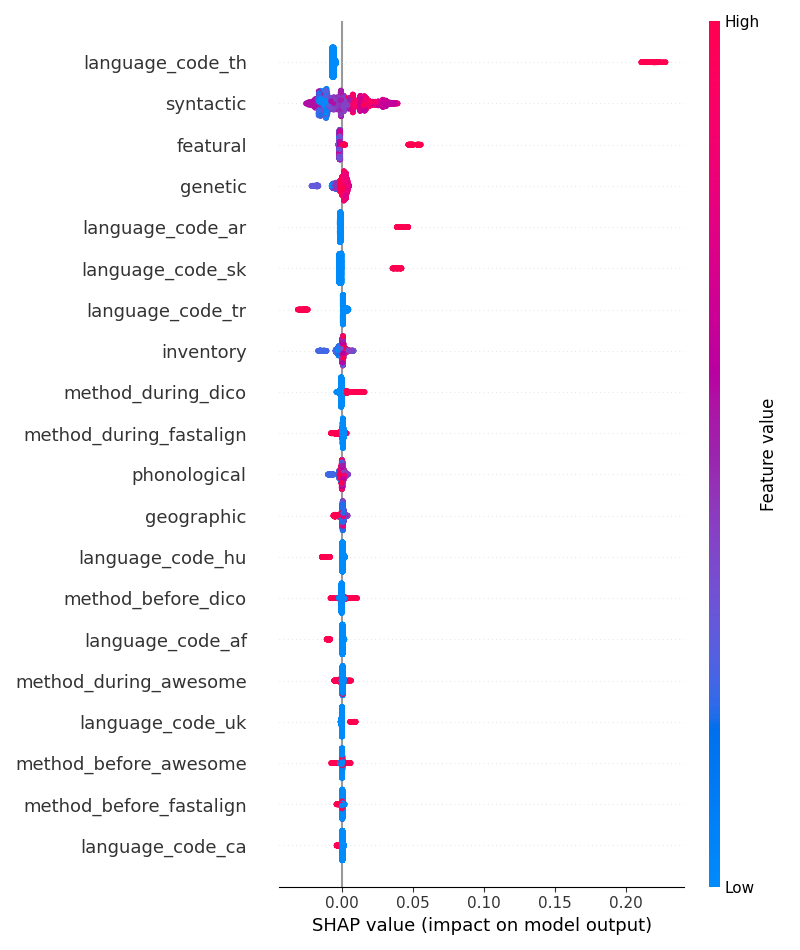 High
language_code_th
syntactic
featural
genetic
language_code_ar
language_code_sk
language_code_tr
inventory
method_during_dico
method_during_fastalign
phonological
geographic
language_code_hu
method_before_dico
language_code_af
method_during_awesome
language_code_uk
method_before_awesome
method_before_fastalign
language_code_ca
Feature value
Low
0.00 0.05 0.10 0.15 0.20
SHAP value (impact on model output)